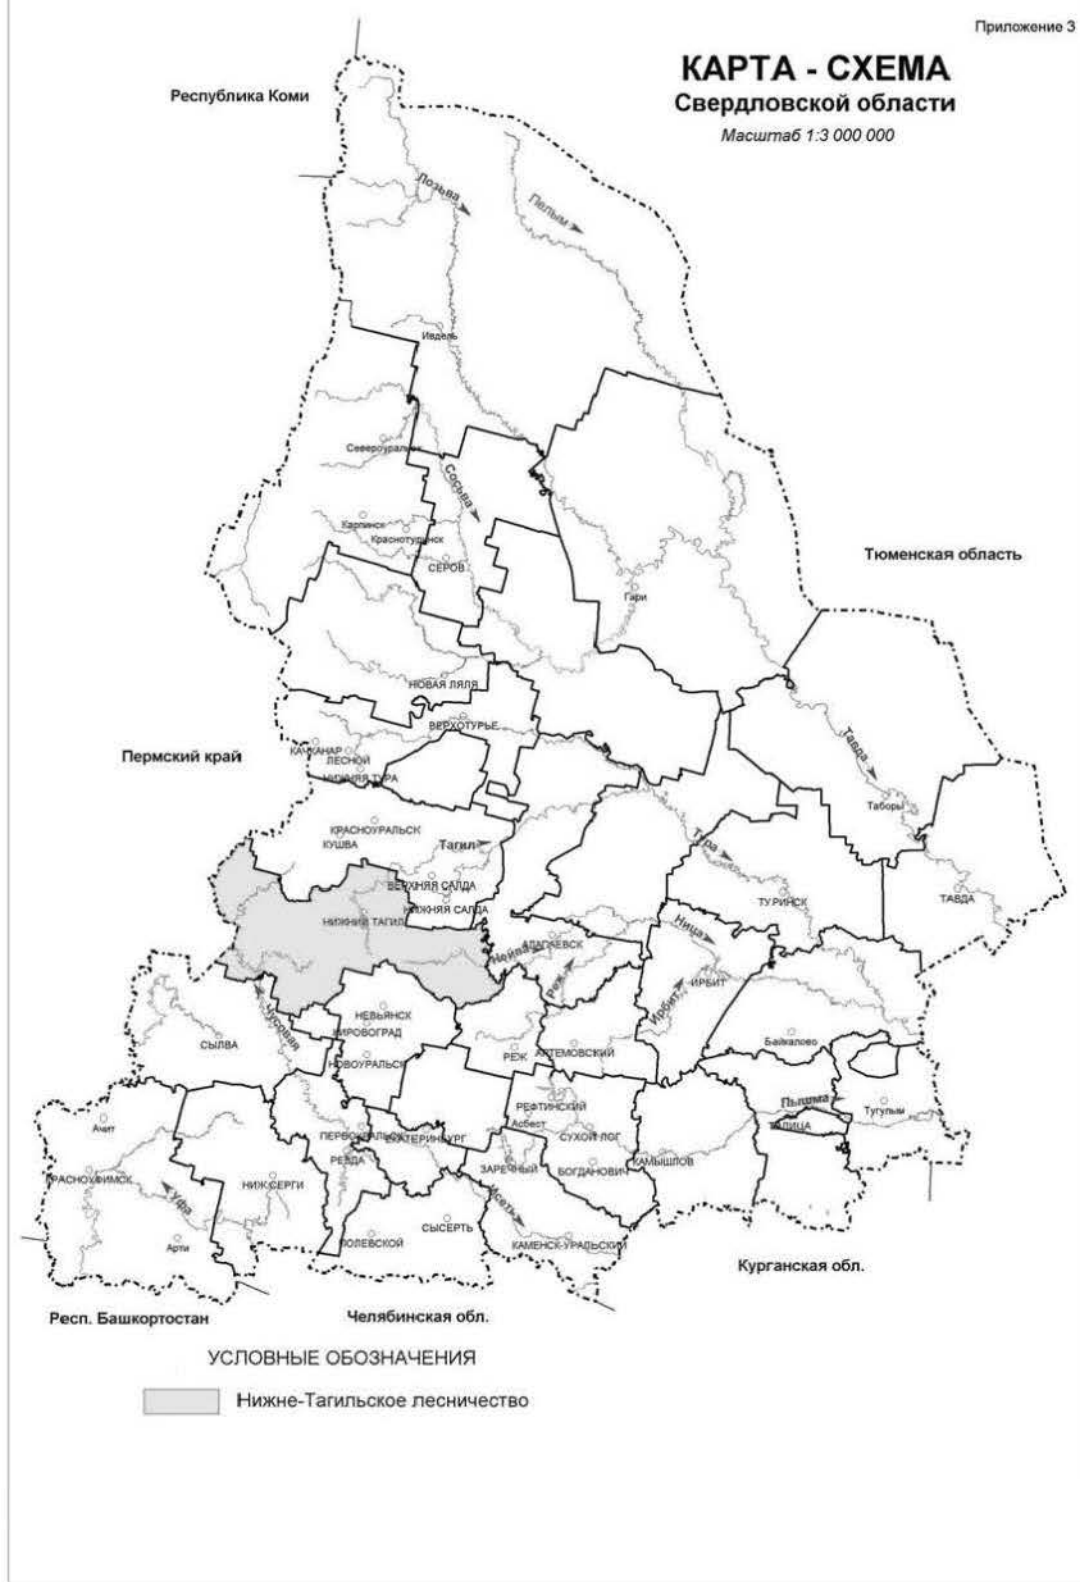 Приложение 3
КАРТА - СХЕМА
Свердловской области
Масштаб 1:3 000 000
Республика Коми
Лозьва
Пелым
Ивдель
Североуральск
Сосьва
Карпинск
Краснотурьинск
СЕРОВ
Тюменская область
Гари
НОВАЯ ЛЯЛЯ
ВЕРХОТУРЬЕ
Пермский край
КАЧКАНАР
ЛЕСНОЙ
НИЖНЯЯ ТУРА
Тавда
Таборы
КРАСНОУРАЛЬСК
КУШВА
Тагил
Тура
ВЕРХНЯЯ САЛДА
ТАВДА
ТУРИНСК
НИЖНЯЯ САЛДА
НИЖНИЙ ТАГИЛ
Ница
Нейва
АЛАПАЕВСК
Реж
ИРБИТ
Ирбит
НЕВЬЯНСК
Чусовая
КИРОВОГРАД
СЫЛВА
Байкалово
РЕЖ
АРТЕМОВСКИЙ
НОВОУРАЛЬСК
Пышма
РЕФТИНСКИЙ
Тугулым
Ачит
Асбест
ТАЛИЦА
ПЕРВОУРАЛЬСК
ЕКАТЕРИНБУРГ
СУХОЙ ЛОГ
РЕВДА
КАМЫШЛОВ
ЗАРЕЧНЫЙ
БОГДАНОВИЧ
КРАСНОУФИМСК
НИЖ.СЕРГИ
Уфа
Исеть
СЫСЕРТЬ
ПОЛЕВСКОЙ
КАМЕНСК-УРАЛЬСКИЙ
Арти
Курганская обл.
Респ. Башкортостан
Челябинская обл.
УСЛОВНЫЕ ОБОЗНАЧЕНИЯ
Нижне-Тагильское лесничество